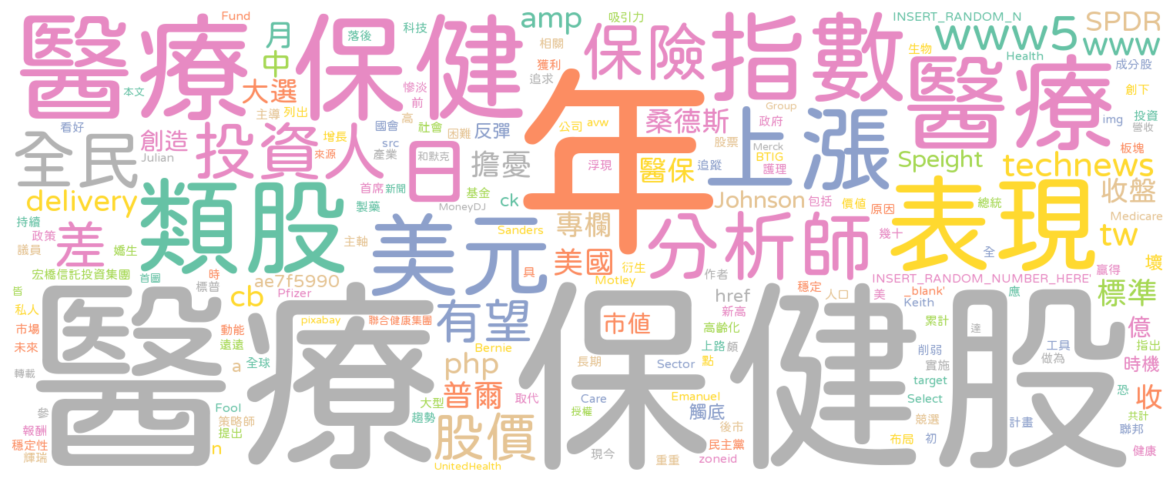 Fund 落後 科技 amp 吸引力 INSERT_RANDOM_N SPDR
醫療保健 月 中 相關 保險 指數 www5 www
生物 Health 醫療 成分股
本文 大選 慘淡 前 獲利 追求 創下
主導 列出 高 年 Group 政府 img 投資 營收
看好 創造 增長 國會 社會 困難 反彈 公司 avw 桑德斯 上漲
全民 Julian 投資人 來源 src 產業 日 和默克 擔憂 浮現 醫保 股票 Merck BTIG 追蹤 護理 Speight technews 板塊
delivery 類股 首席 新聞 製藥 MoneyDJ 基金 ck Johnson 包括 價值 原因 總統 表現 收盤 Medicare
持續 政策 議員 差 嬌生 主軸 美元 Sanders 專欄 分析師 幾十 tw
宏橋信託投資集團 首圖 時 標普 ae7f5990 具 衍生 美國 Motley 作者 全 贏得 壞
皆 私人 cb Pfizer href 新高 穩定 人口 美 INSERT_RANDOM_NUMBER_HERE' _blank' Keith 應 標準
醫療保健股
市場 未來 動能 遠遠 pixabay 聯合健康集團 有望 市值 高齡化 上路 頗 累計 億 指出
轉載 a 全球 Bernie php 長期 Sector 點 削弱 實施 工具 做為 時機 達
參 Fool 策略師 提出 大型 趨勢 普爾 取代 Care 授權 Emanuel 觸底 target Select 恐 收
報酬 穩定性 輝瑞 n 股價 UnitedHealth 現今 重重 後市 民主黨 zoneid 布局 競選 初 計畫 共計 聯邦 健康